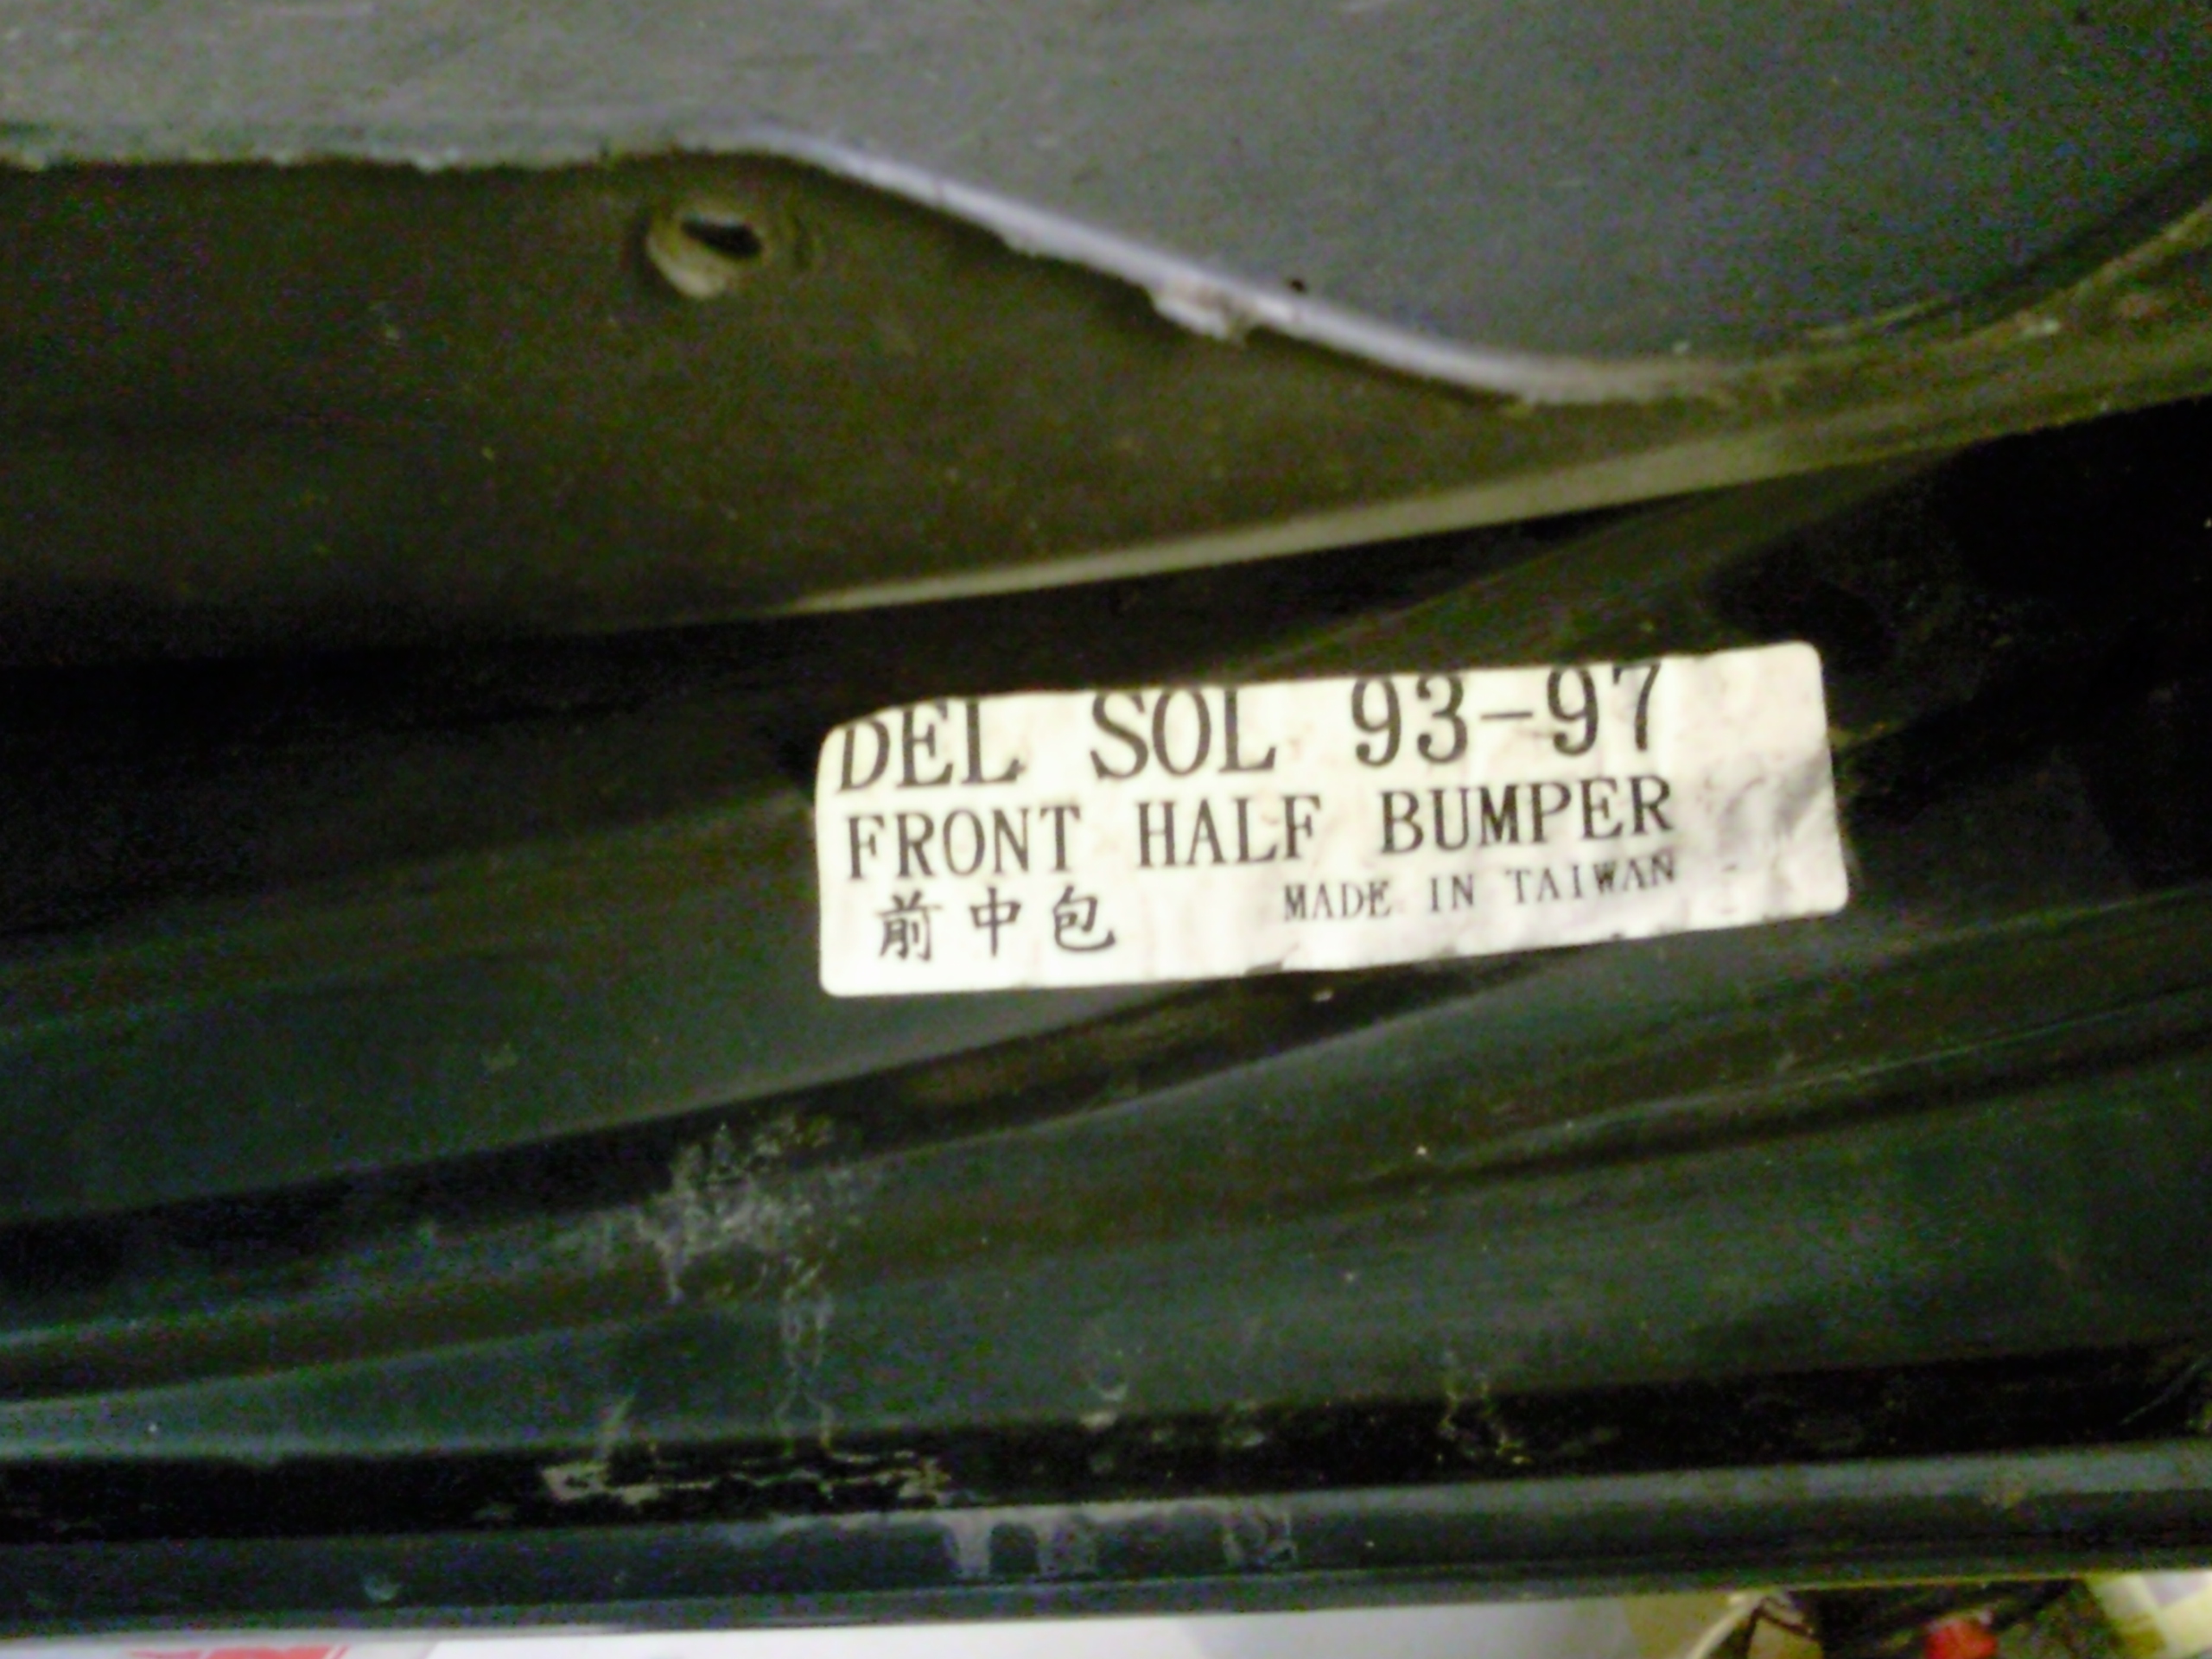 DEL SOL 93-97
FRONT HALF BUMPER
前中包 MADE IN TAIWAN